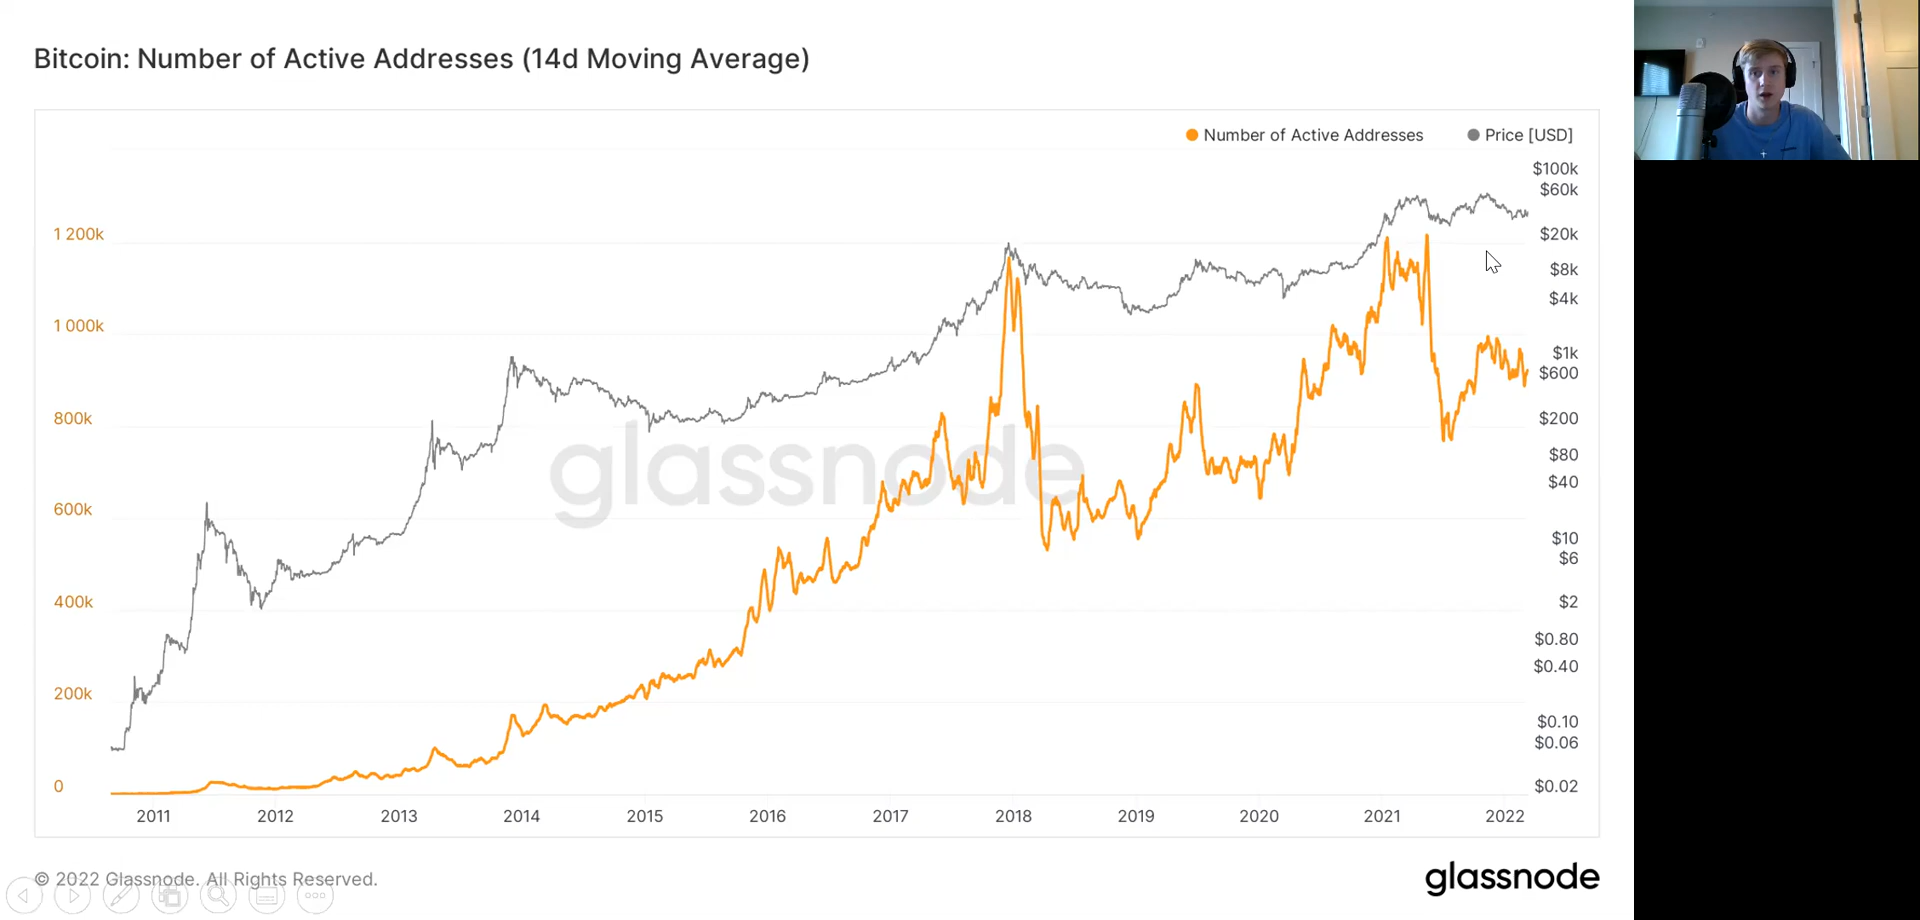 Bitcoin: Number of Active Addresses (14d Moving Average)
Number of Active Addresses Price [USD]
$100k
$60k
1 200k
$20k
$8k
$4k
1 000k
$1k
$600
800k
$200
glassnode
$80
$40
600k
$10
$6
400k
$2
$0.80
$0.40
200k
$0.10
$0.06
0
$0.02
2011 2012 2013 2014 2015 2016 2017 2018 2019 2020 2021 2022
© 2022 Glassnode. All Rights Reserved.
glassnode